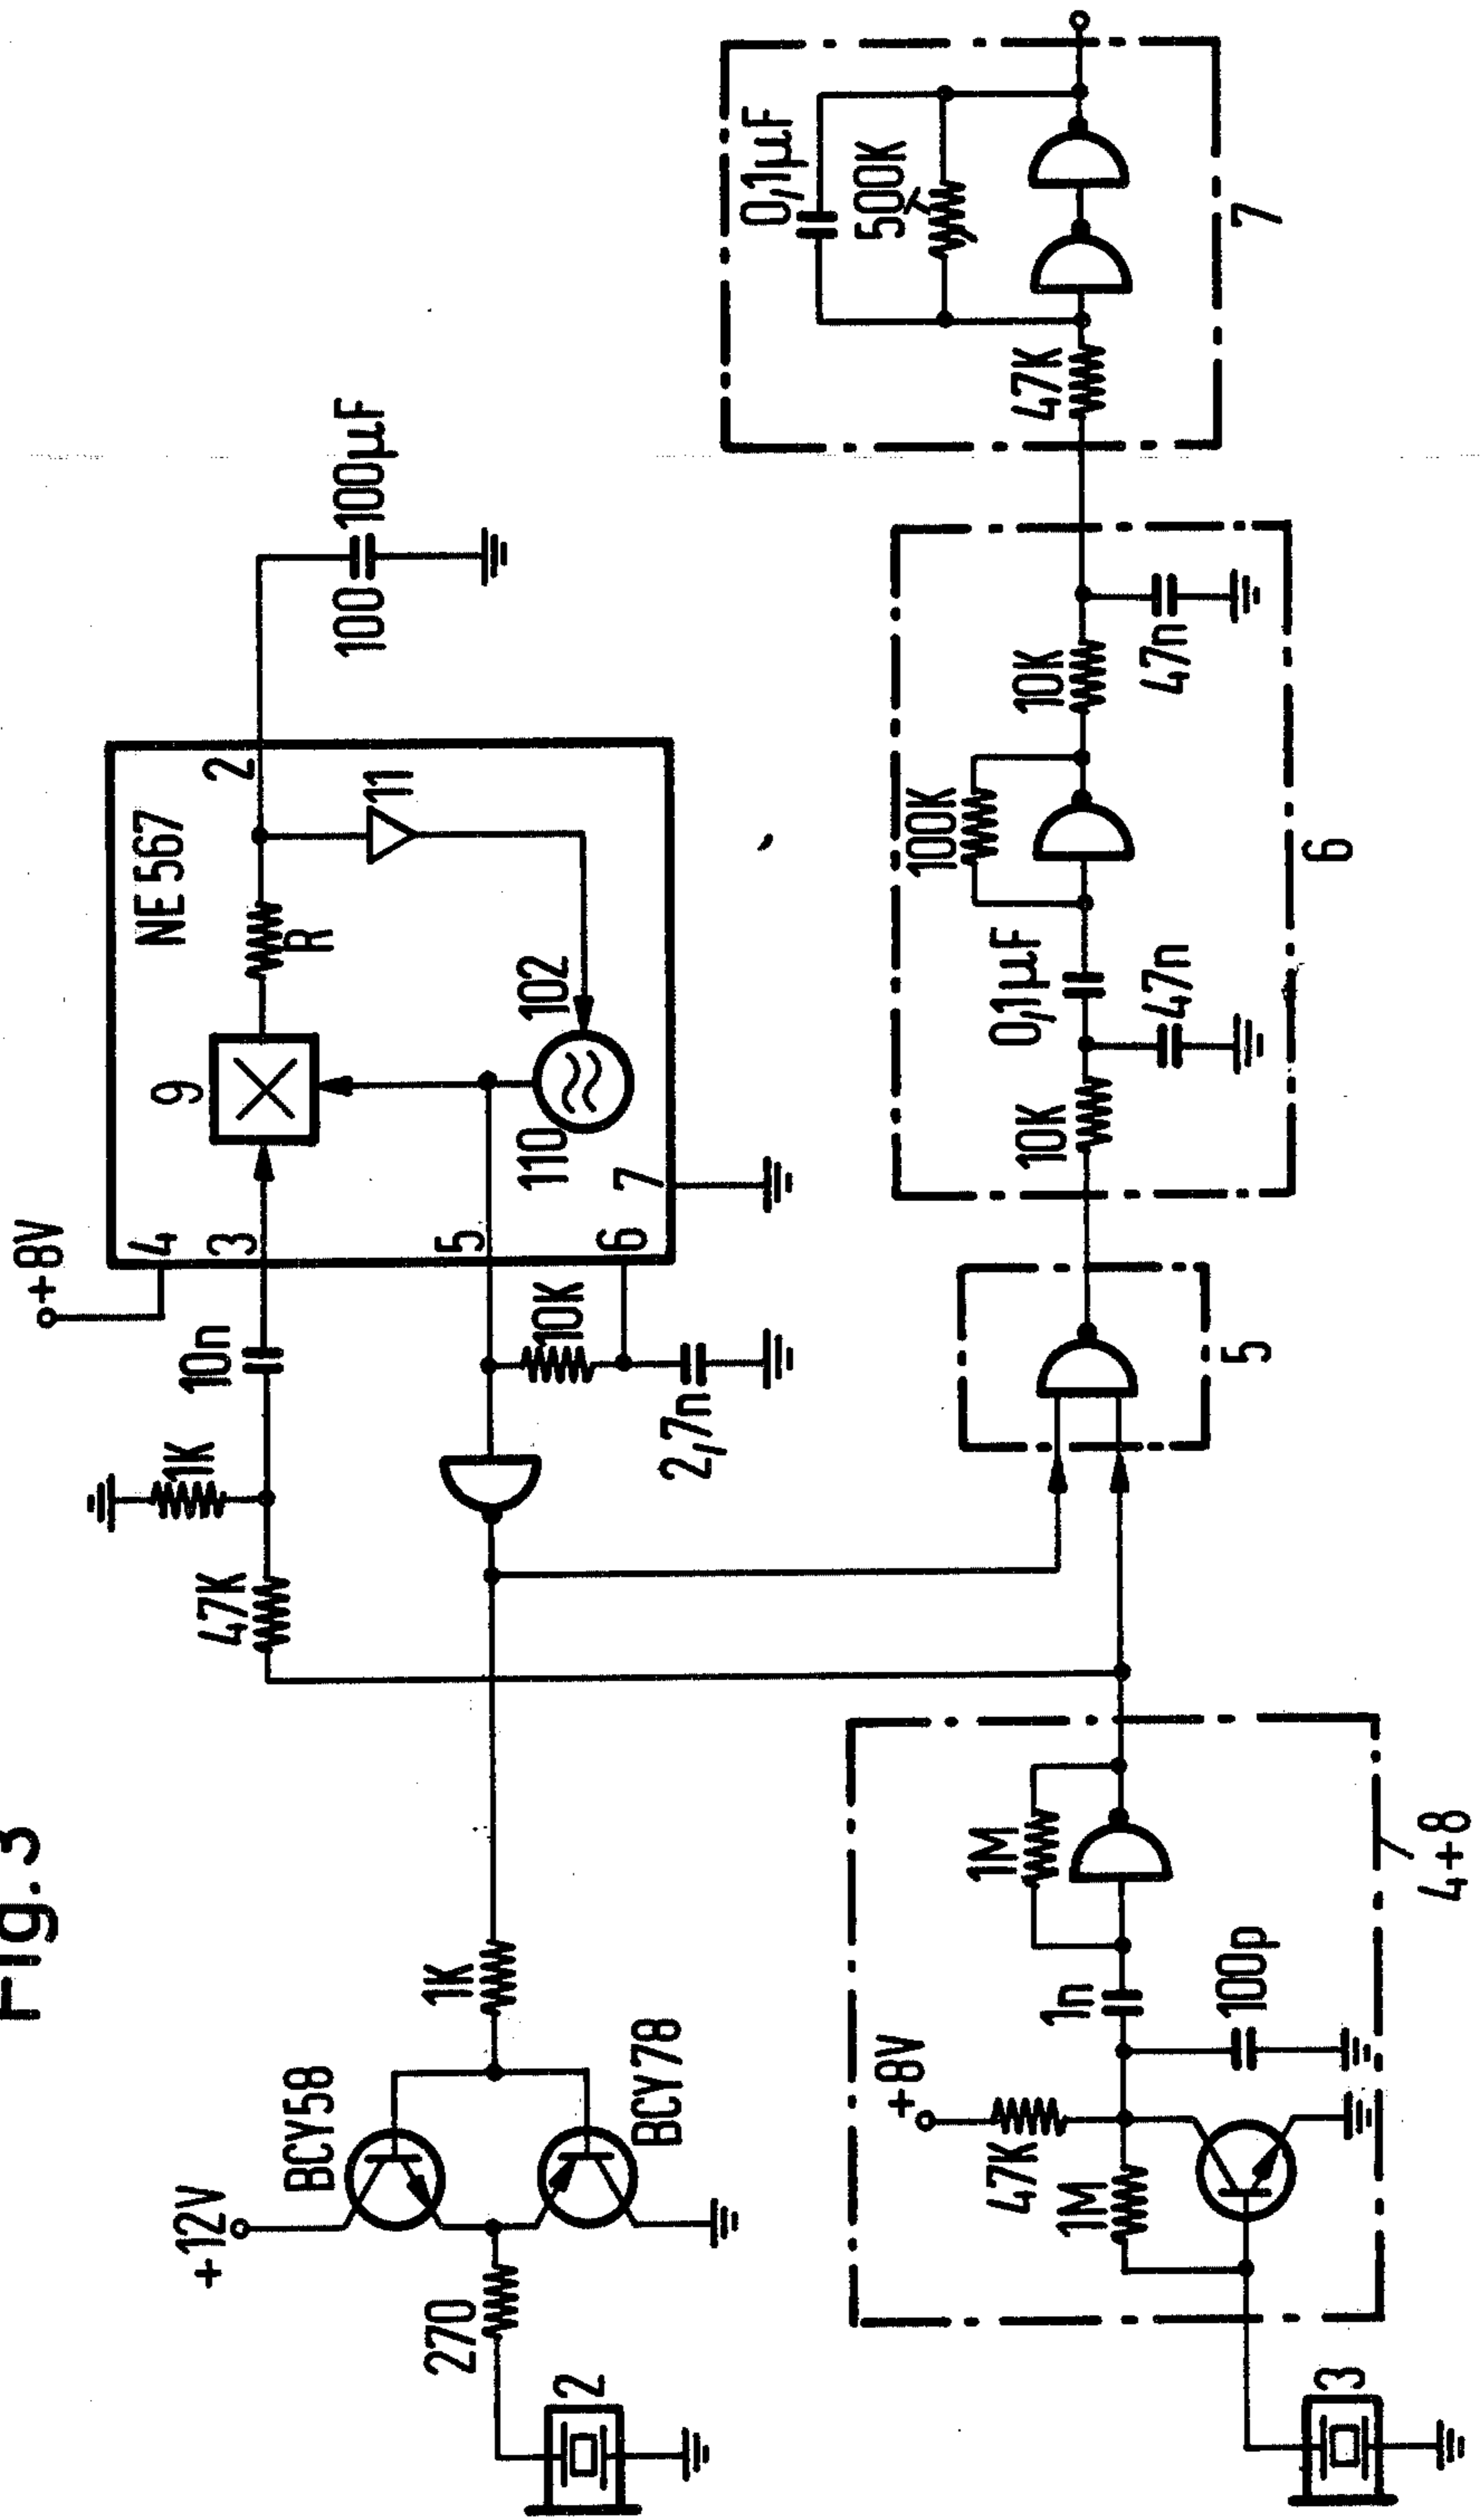 Fig.3
+8V
+12V
4
9
2
NE567
10n
3
1K
47K
R
BCY58
5
11
100 100µF
270
1K
10K
110
102
BCY78
2
2,7n
6
7
0,1µF
500K
+8V
1M
100K
47K
1M
1n
10K
0,1µF
10K
47K
100p
47n
47n
3
5
6
7
4+8